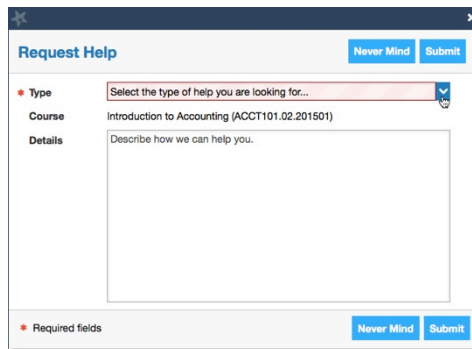 Request Help
Never Mind Submit
* Type Select the type of help you are looking for...
Course Introduction to Accounting (ACCT101.02.201501)
Details Describe how we can help you.
* Required fields
Never Mind Submit